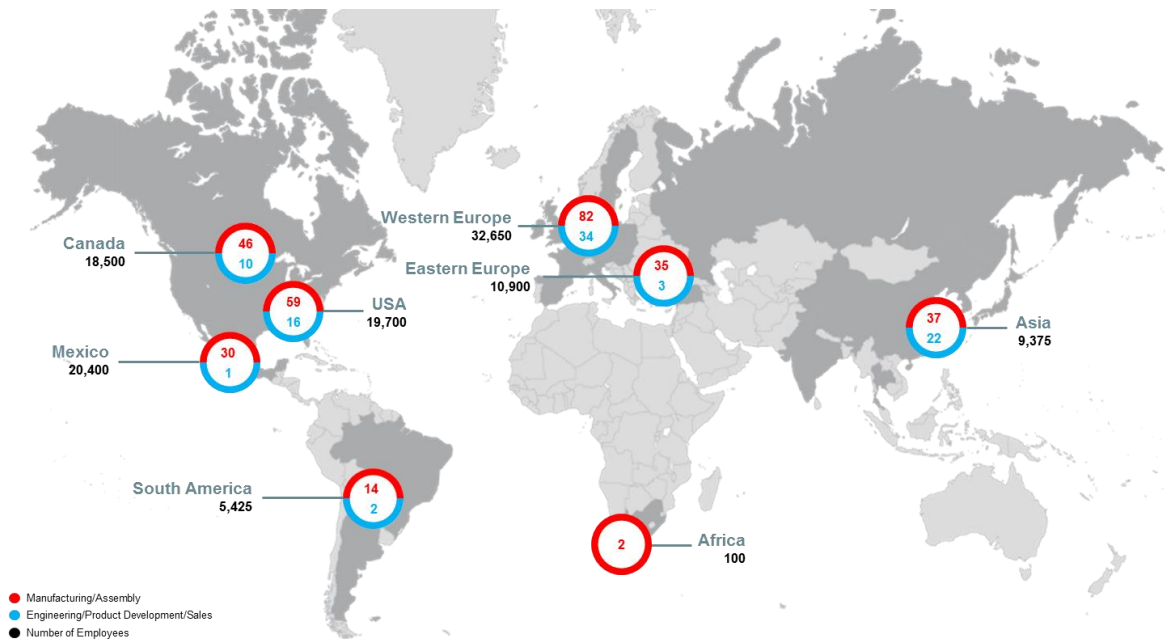 Western Europe
32,650
82
34
Canada
18,500
46
10
Eastern Europe
10,900
35
3
USA
19,700
59
16
Asia
9,375
37
22
Mexico
20,400
30
1
South America
5,425
14
2
Africa
100
2
Manufacturing/Assembly
Engineering/Product Development/Sales
Number of Employees